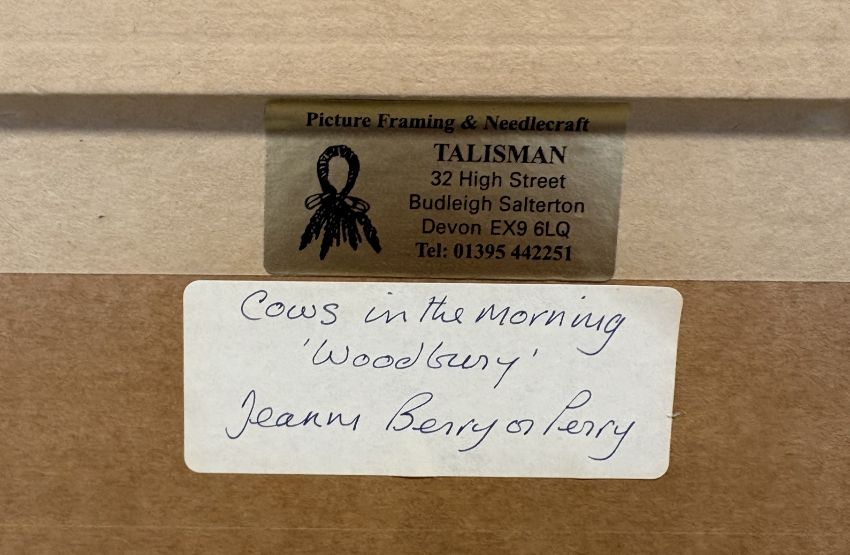 Picture Framing & Needlecraft
TALISMAN
32 High Street
Budleigh Salterton
Devon EX9 6LQ
Tel: 01395 442251
Cows in the Morning
'Woodbury'
Berry or Perry